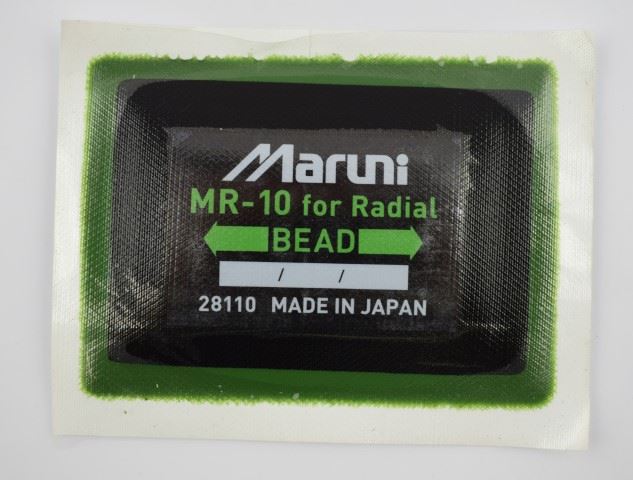 Maruni
MR-10 for Radial
BEAD
/ /
28110 MADE IN JAPAN